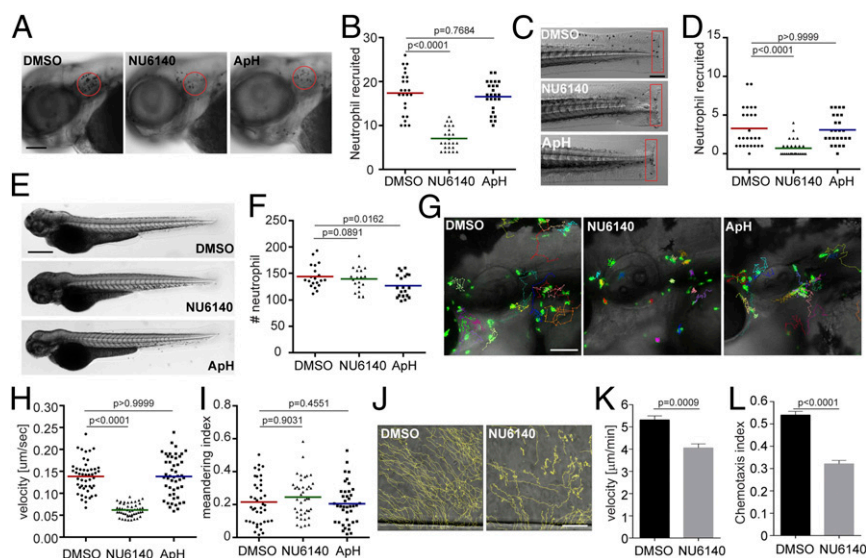 A
DMSO
NU6140
ApH
B
p=0.7684
p<0.0001
Neutrophil recruited
30
20
10
0
DMSO NU6140 ApH
C
DMSO
NU6140
ApH
D
p>0.9999
p<0.0001
Neutrophil recruited
15
10
5
0
DMSO NU6140 ApH
E
DMSO
NU6140
ApH
F
p=0.0162
p=0.0891
# neutrophil
250
200
150
100
50
0
DMSO NU6140 ApH
G
DMSO
NU6140
ApH
H
p>0.9999
p<0.0001
velocity [μm/sec]
0.30
0.25
0.20
0.15
0.10
0.05
0.00
DMSO NU6140 ApH
I
p=0.4551
p=0.9031
meandering index
0.8
0.6
0.4
0.2
0.0
DMSO NU6140 ApH
J
DMSO
NU6140
K
p=0.0009
velocity [μm/min]
6
5
4
3
2
1
0
DMSO
NU6140
L
p<0.0001
Chemotaxis index
0.6
0.5
0.4
0.3
0.2
0.1
0.0
DMSO
NU6140